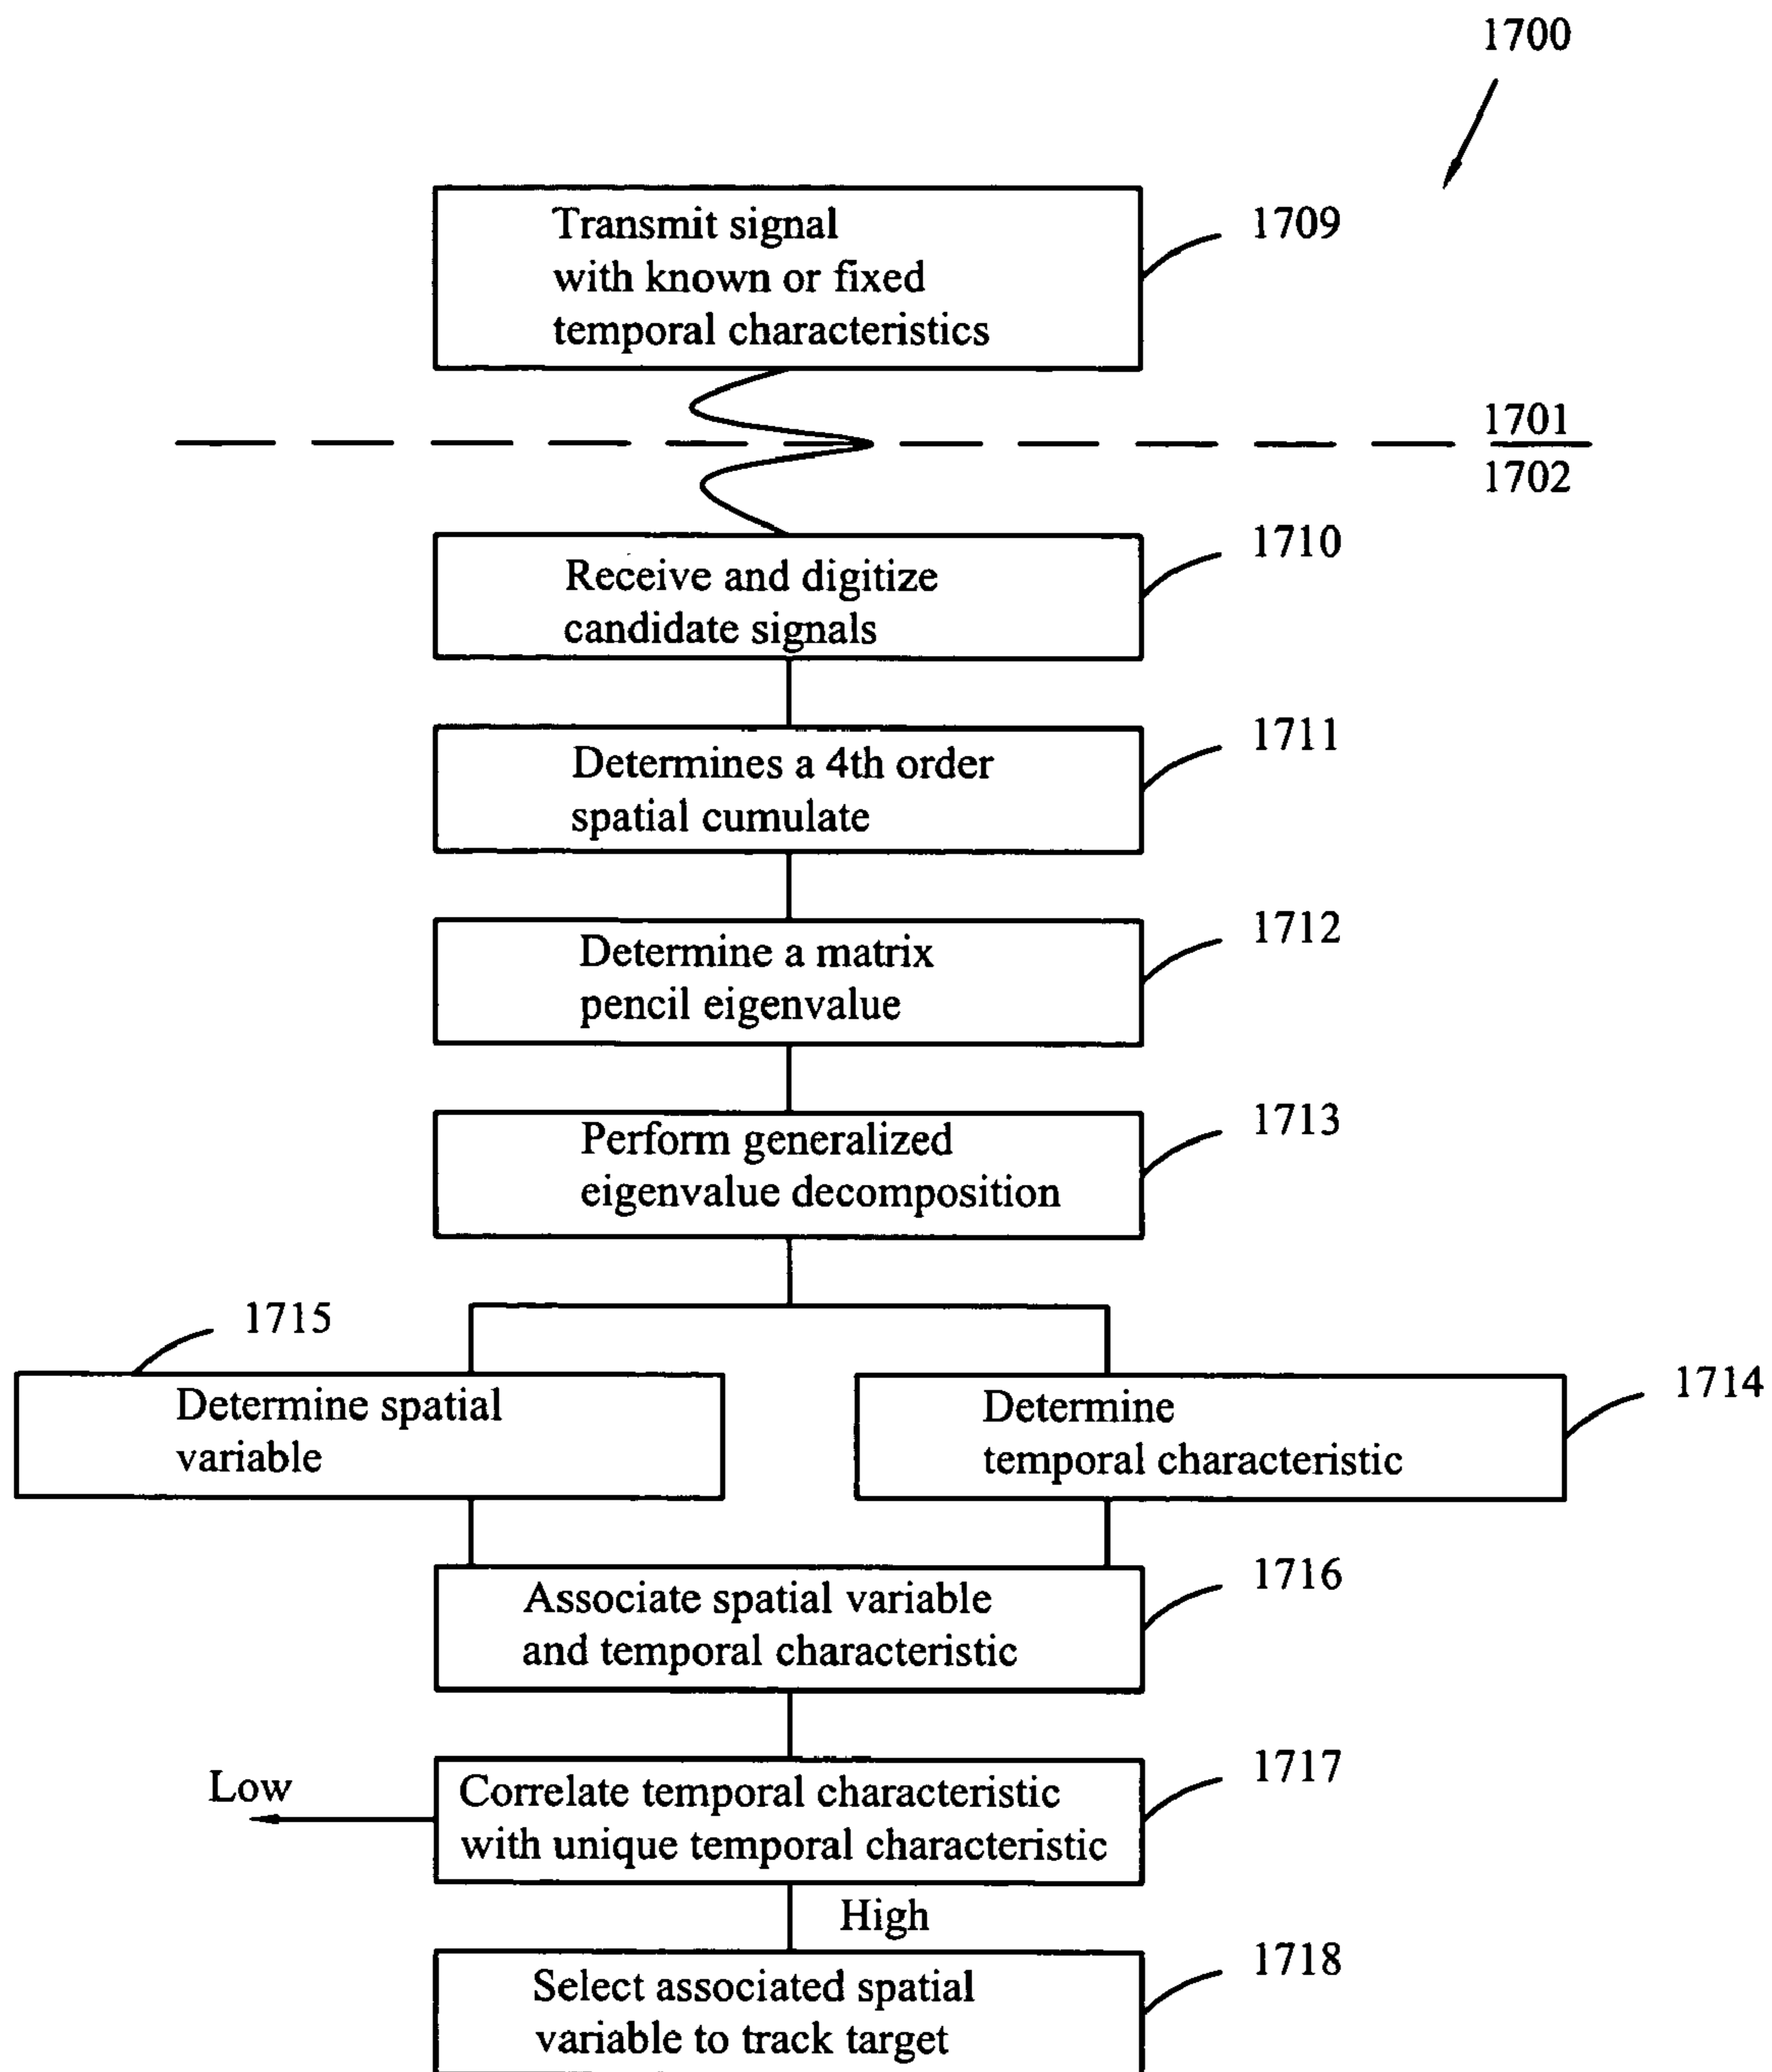 1700
Transmit signal
with known or fixed
temporal characteristics
1709
1701
1702
Receive and digitize
candidate signals
1710
Determines a 4th order
spatial cumulate
1711
Determine a matrix
pencil eigenvalue
1712
Perform generalized
eigenvalue decomposition
1713
1715
Determine spatial
variable
Determine
temporal characteristic
1714
Associate spatial variable
and temporal characteristic
1716
Low
Correlate temporal characteristic
with unique temporal characteristic
1717
High
Select associated spatial
variable to track target
1718